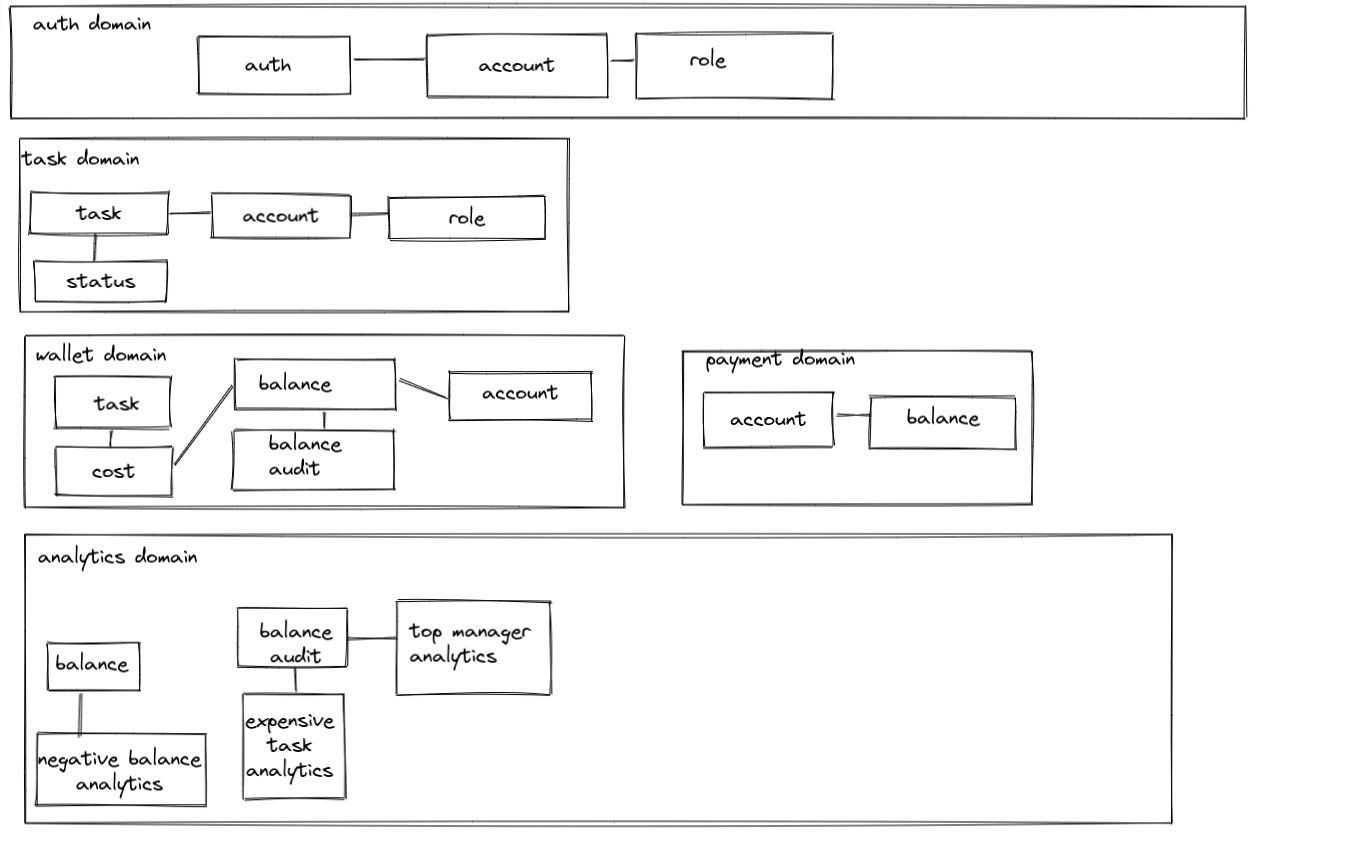 auth domain
auth
account
role
task domain
task
account
role
status
wallet domain
task
cost
balance
balance
audit
account
payment domain
account
balance
analytics domain
balance
negative balance
analytics
balance
audit
top manager
analytics
expensive
task
analytics